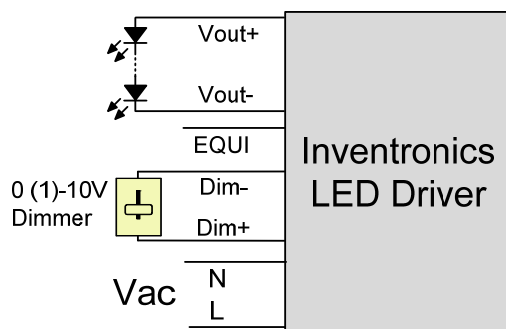 Vout+
Vout-
EQUI
Inventronics
LED Driver
0 (1)-10V
Dimmer
Dim-
Dim+
Vac
N
L